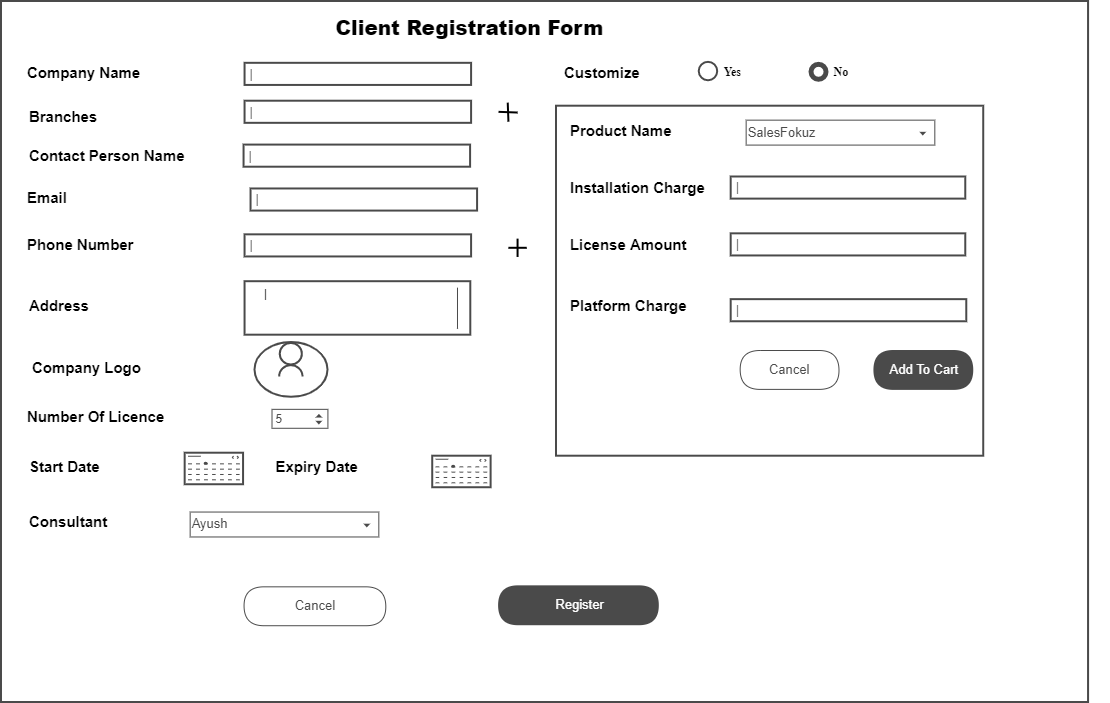 Client Registration Form
Company Name
Branches
Contact Person Name
Email
Phone Number
Address
Company Logo
Number Of Licence
5
Start Date
Expiry Date
Consultant
Ayush
Cancel
Register
Customize
Yes
No
Product Name
SalesFokuz
Installation Charge
License Amount
Platform Charge
Cancel
Add To Cart